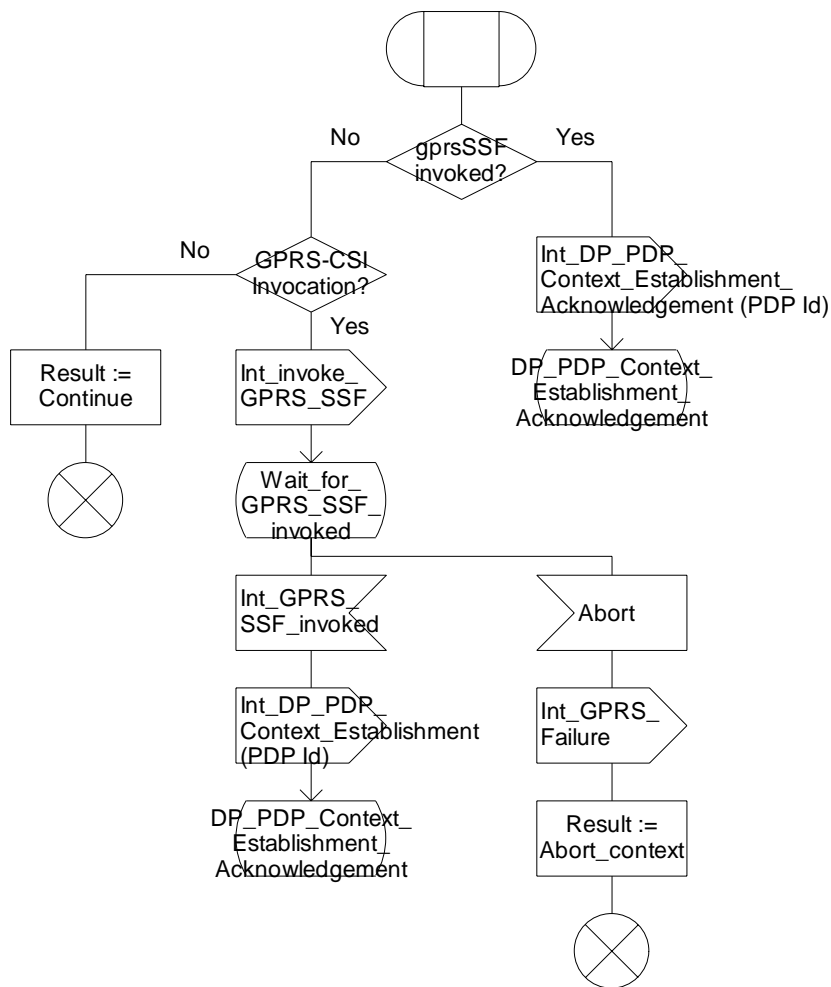 No
gprsSSF
invoked?
Yes
No
GPRS-CSI
Invocation?
Yes
Int_DP_PDP_
Context_Establishment_
Acknowledgement (PDP Id)
Result :=
Continue
Int_invoke_
GPRS_SSF
DP_PDP_Context_
Establishment_
Acknowledgement
Wait_for_
GPRS_SSF_
invoked
Int_GPRS_
SSF_invoked
Abort
Int_DP_PDP_
Context_Establishment
(PDP Id)
Int_GPRS_
Failure
DP_PDP_Context_
Establishment_
Acknowledgement
Result :=
Abort_context